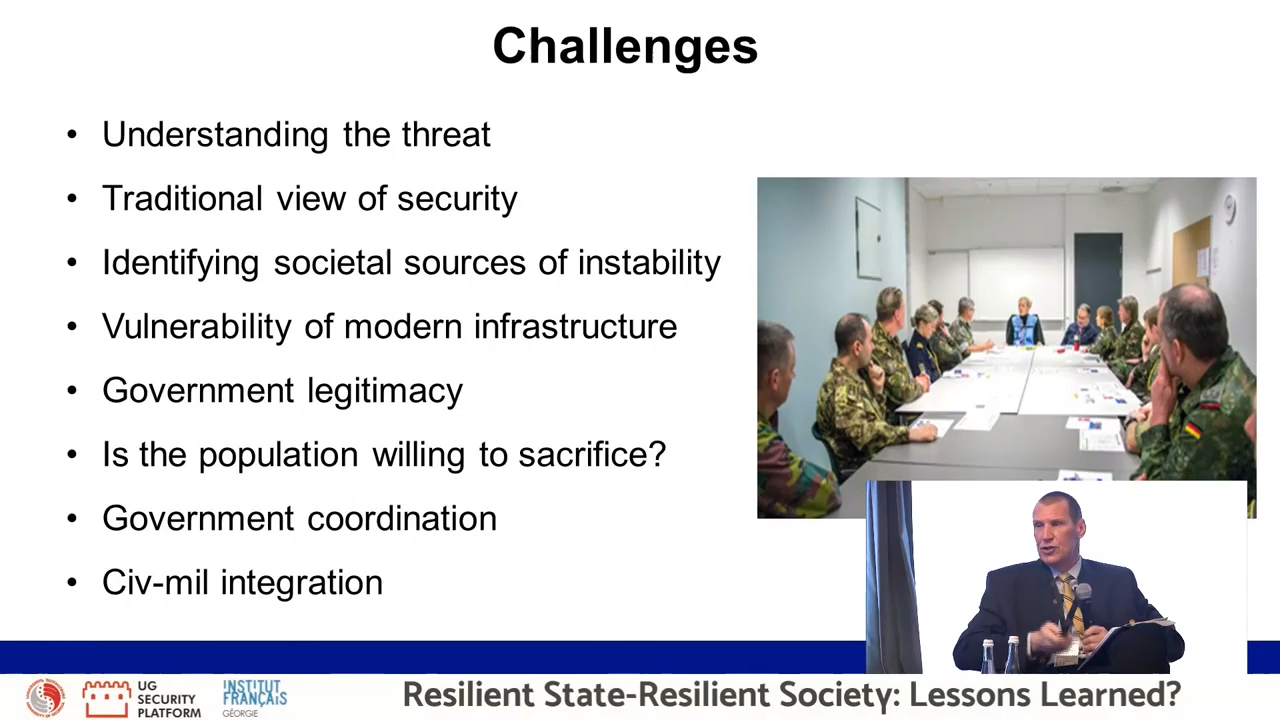 Challenges
• Understanding the threat
• Traditional view of security
• Identifying societal sources of instability
• Vulnerability of modern infrastructure
• Government legitimacy
• Is the population willing to sacrifice?
• Government coordination
• Civ-mil integration
UG
SECURITY
PLATFORM
INSTITUT
FRANÇAIS
GÉORGIE
Resilient State-Resilient Society: Lessons Learned?